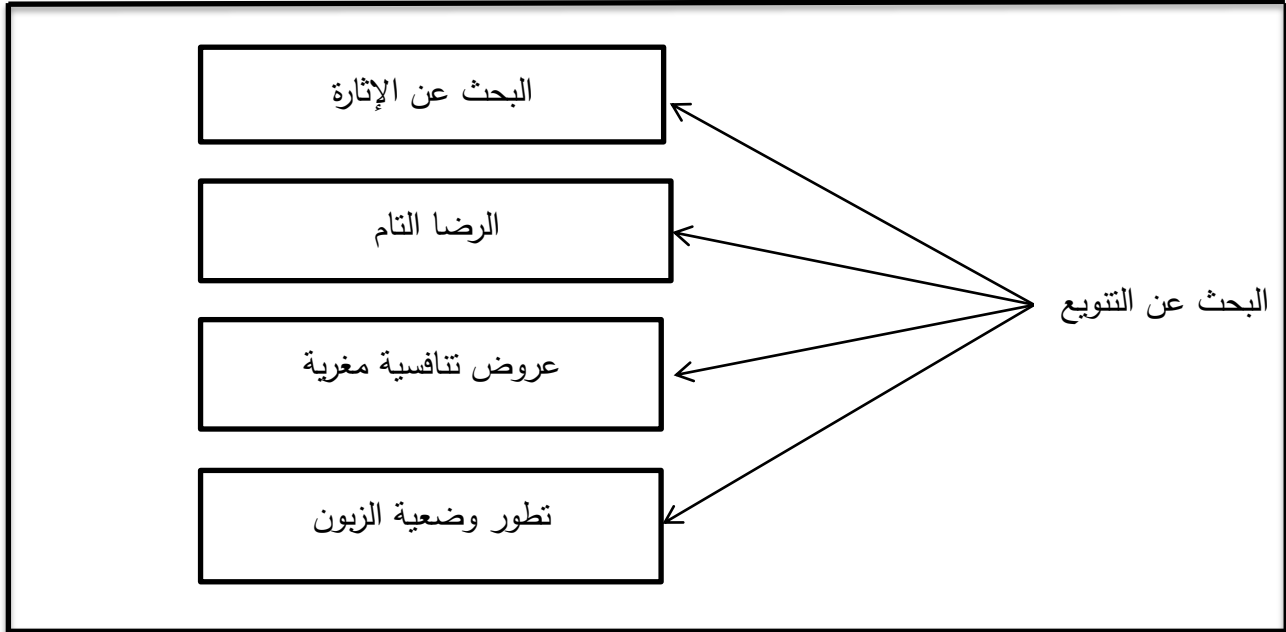 البحث عن الإثارة
الرضا التام
البحث عن التنويع
عروض تنافسية مغرية
تطور وضعية الزبون